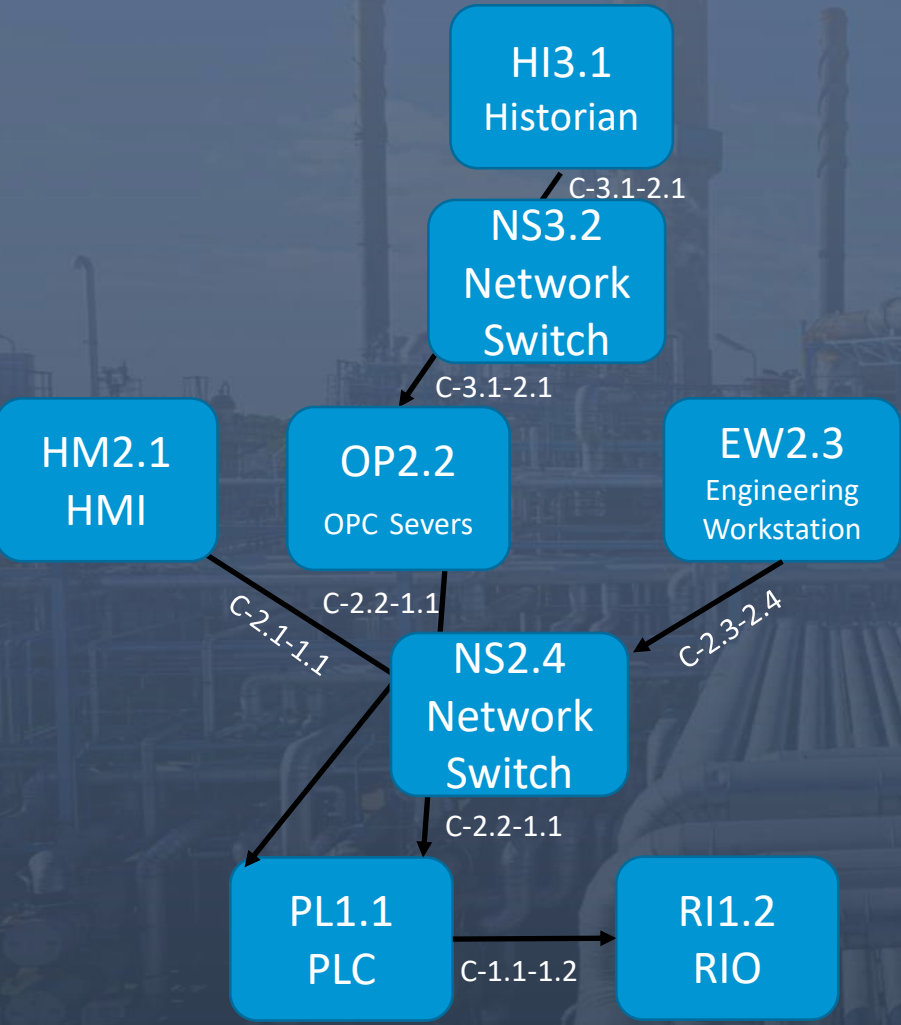 HI3.1
Historian
C-3.1-2.1
NS3.2
Network
Switch
C-3.1-2.1
HM2.1
HMI
OP2.2
OPC Severs
EW2.3
Engineering
Workstation
C-2.1-1.1
C-2.2-1.1
C-2.3-2.4
NS2.4
Network
Switch
C-2.2-1.1
PL1.1
PLC
C-1.1-1.2
RI1.2
RIO